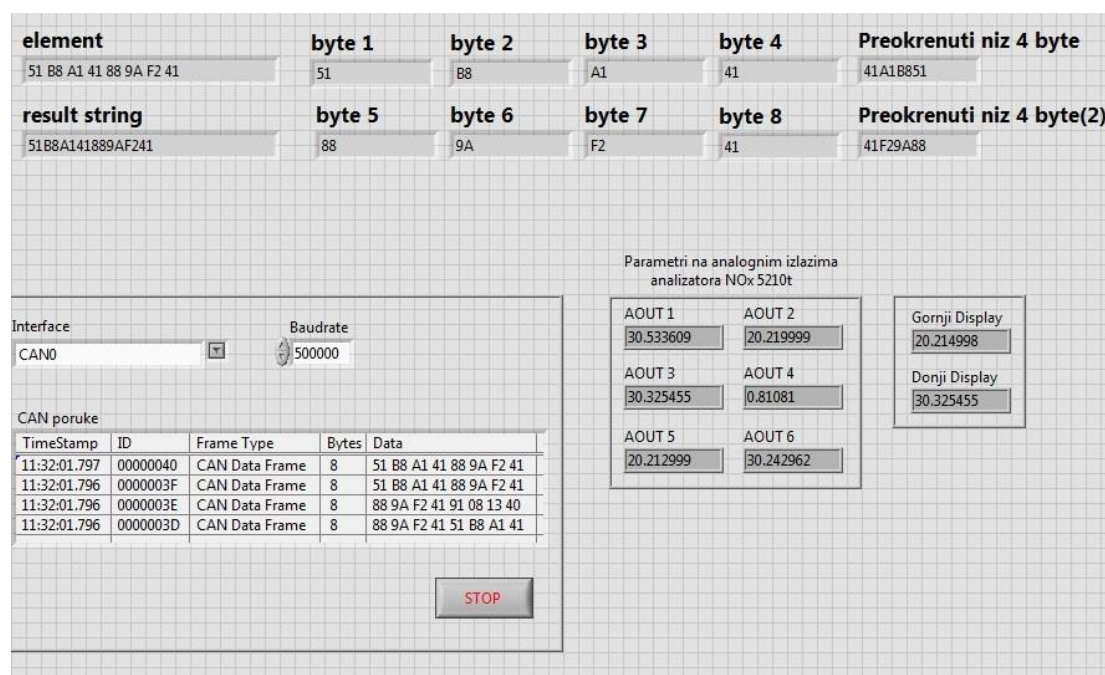 element byte 1 byte 2 byte 3 byte 4 Preokrenuti niz 4 byte
51 B8 A1 41 88 9A F2 41 51 B8 A1 41 41A1B851
result string byte 5 byte 6 byte 7 byte 8 Preokrenuti niz 4 byte(2)
51B8A141889AF241 88 9A F2 41 41F29A88
Parametri na analognim izlazima
analizatora NOx 5210t
Interface Baudrate
CAN0 500000
CAN poruke
TimeStamp ID Frame Type Bytes Data
11:32:01.797 00000040 CAN Data Frame 8 51 B8 A1 41 88 9A F2 41
11:32:01.796 0000003F CAN Data Frame 8 51 B8 A1 41 88 9A F2 41
11:32:01.796 0000003E CAN Data Frame 8 88 9A F2 41 91 08 13 40
11:32:01.796 0000003D CAN Data Frame 8 88 9A F2 41 51 B8 A1 41
STOP
AOUT 1 AOUT 2
30.533609 20.219999
AOUT 3 AOUT 4
30.325455 0.81081
AOUT 5 AOUT 6
20.212999 30.242962
Gornji Display
20.214998
Donji Display
30.325455